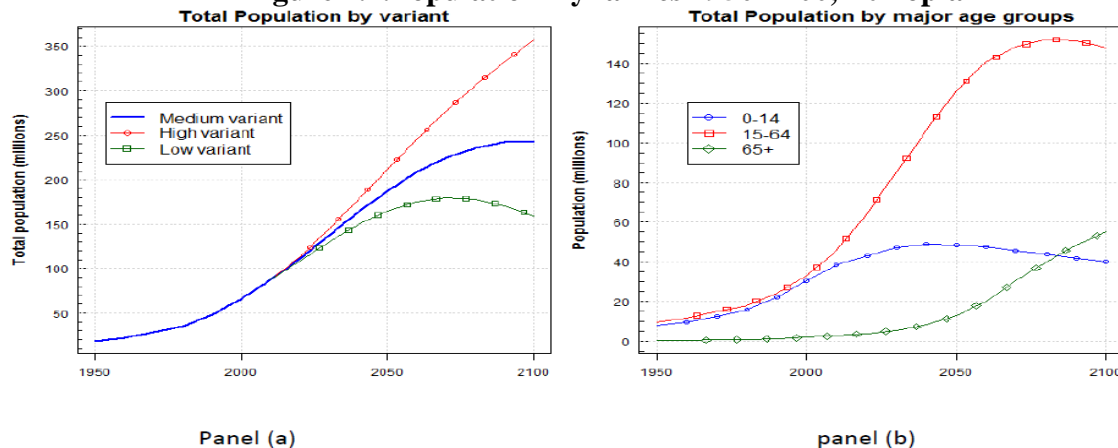 Total Population by variant
Total population (millions)
350
300
250
200
150
100
50
Medium variant
High variant
Low variant
1950
2000
2050
2100
Panel (a)
Total Population by major age groups
Population (millions)
140
120
100
80
60
40
20
0
0-14
15-64
65+
1950
2000
2050
2100
panel (b)